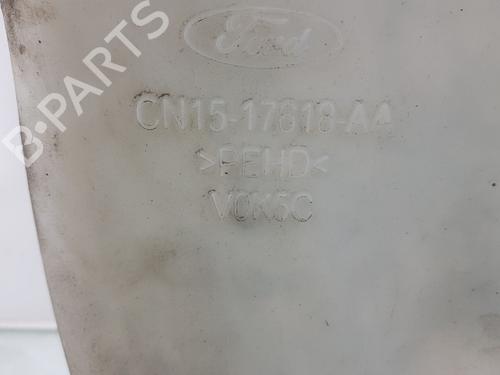 Ford
CN15-17618-AA
>PEHD<
V0K5C
B-PARTS